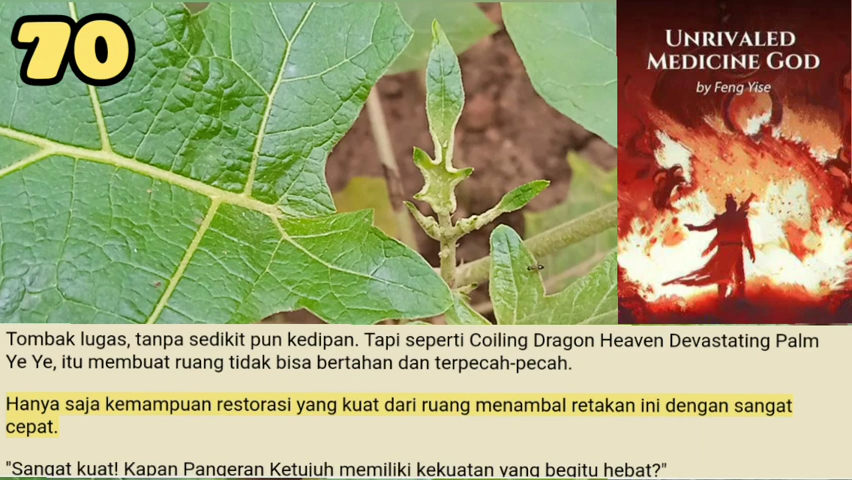 70
UNRIVALED
MEDICINE GOD
by Feng Yise
Tombak lugas, tanpa sedikit pun kedipan. Tapi seperti Coiling Dragon Heaven Devastating Palm
Ye Ye, itu membuat ruang tidak bisa bertahan dan terpecah-pecah.
Hanya saja kemampuan restorasi yang kuat dari ruang menambal retakan ini dengan sangat
cepat.
"Sangat kuat! Kapan Pangeran Ketujuh memiliki kekuatan yang begitu hebat?"